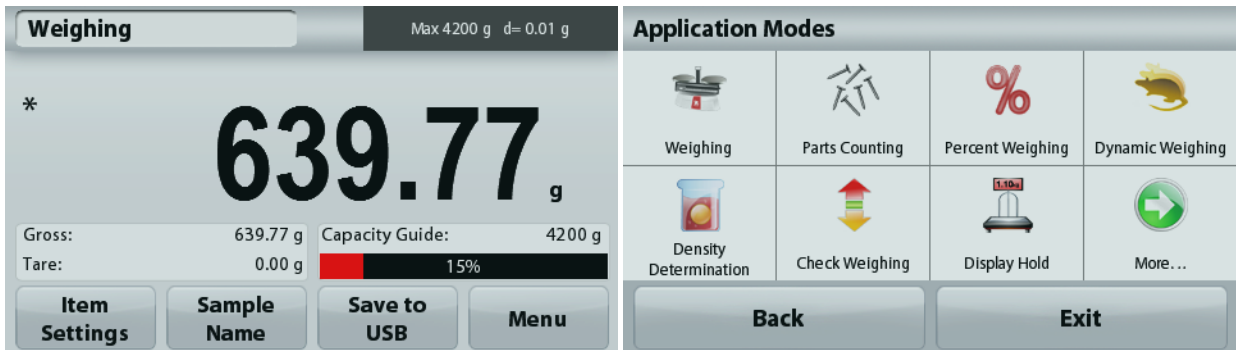 Weighing
Max 4200 g d= 0.01 g
*
639.77 g
Gross: 639.77 g
Tare: 0.00 g
Capacity Guide: 4200 g
15%
Item
Settings
Sample
Name
Save to
USB
Menu
Application Modes
%
Weighing
Parts Counting
Percent Weighing
Dynamic Weighing
1.10kg
Density
Determination
Check Weighing
Display Hold
More...
Back
Exit